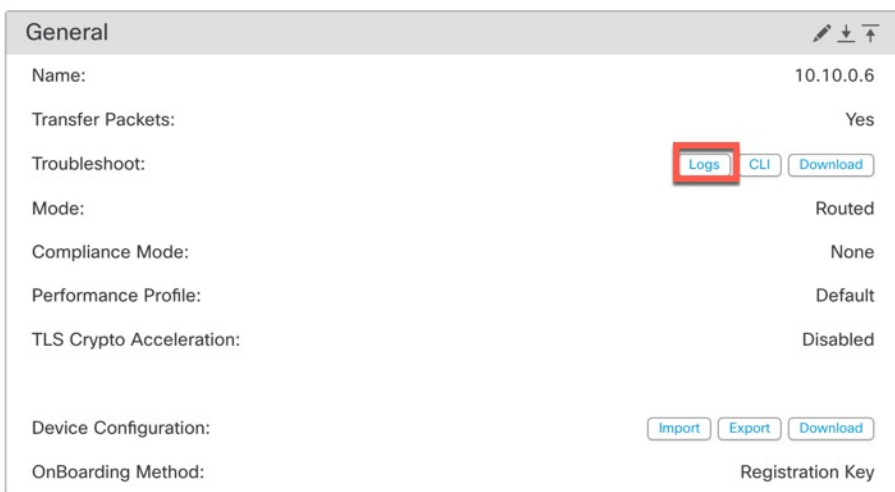 General
Name: 10.10.0.6
Transfer Packets: Yes
Troubleshoot: Logs CLI Download
Mode: Routed
Compliance Mode: None
Performance Profile: Default
TLS Crypto Acceleration: Disabled
Device Configuration: Import Export Download
OnBoarding Method: Registration Key